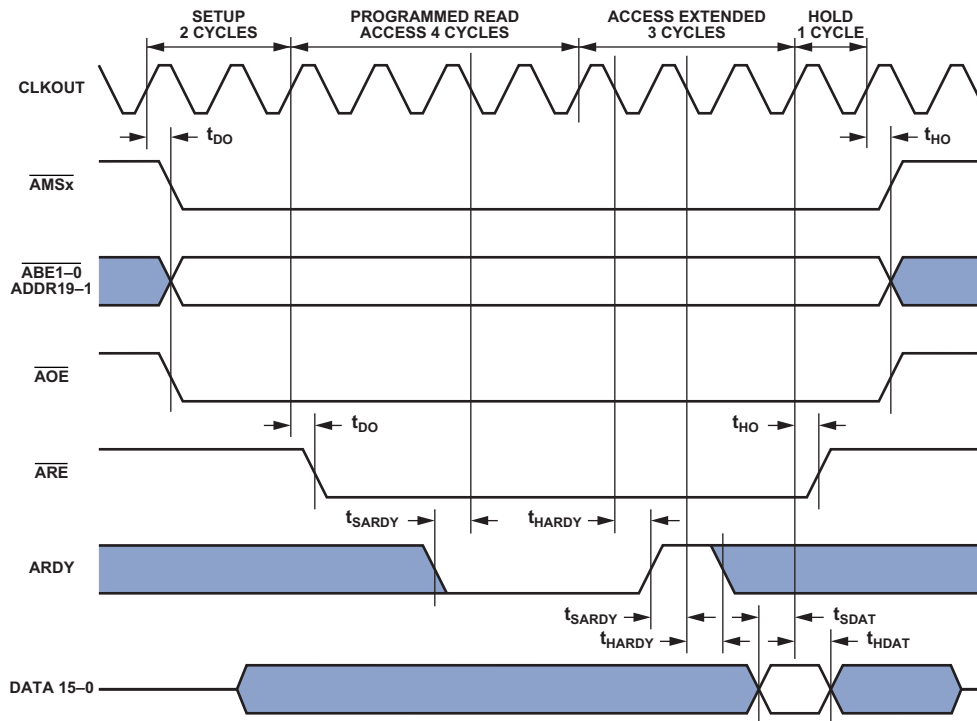 SETUP
2 CYCLES
PROGRAMMED READ
ACCESS 4 CYCLES
ACCESS EXTENDED
3 CYCLES
HOLD
1 CYCLE
CLKOUT
tDO
tHO
AMSx
ABE1–0
ADDR19–1
AOE
tDO
tHO
ARE
tSARDY
tHARDY
ARDY
tSARDY
tSDAT
tHARDY
tHDAT
DATA 15–0